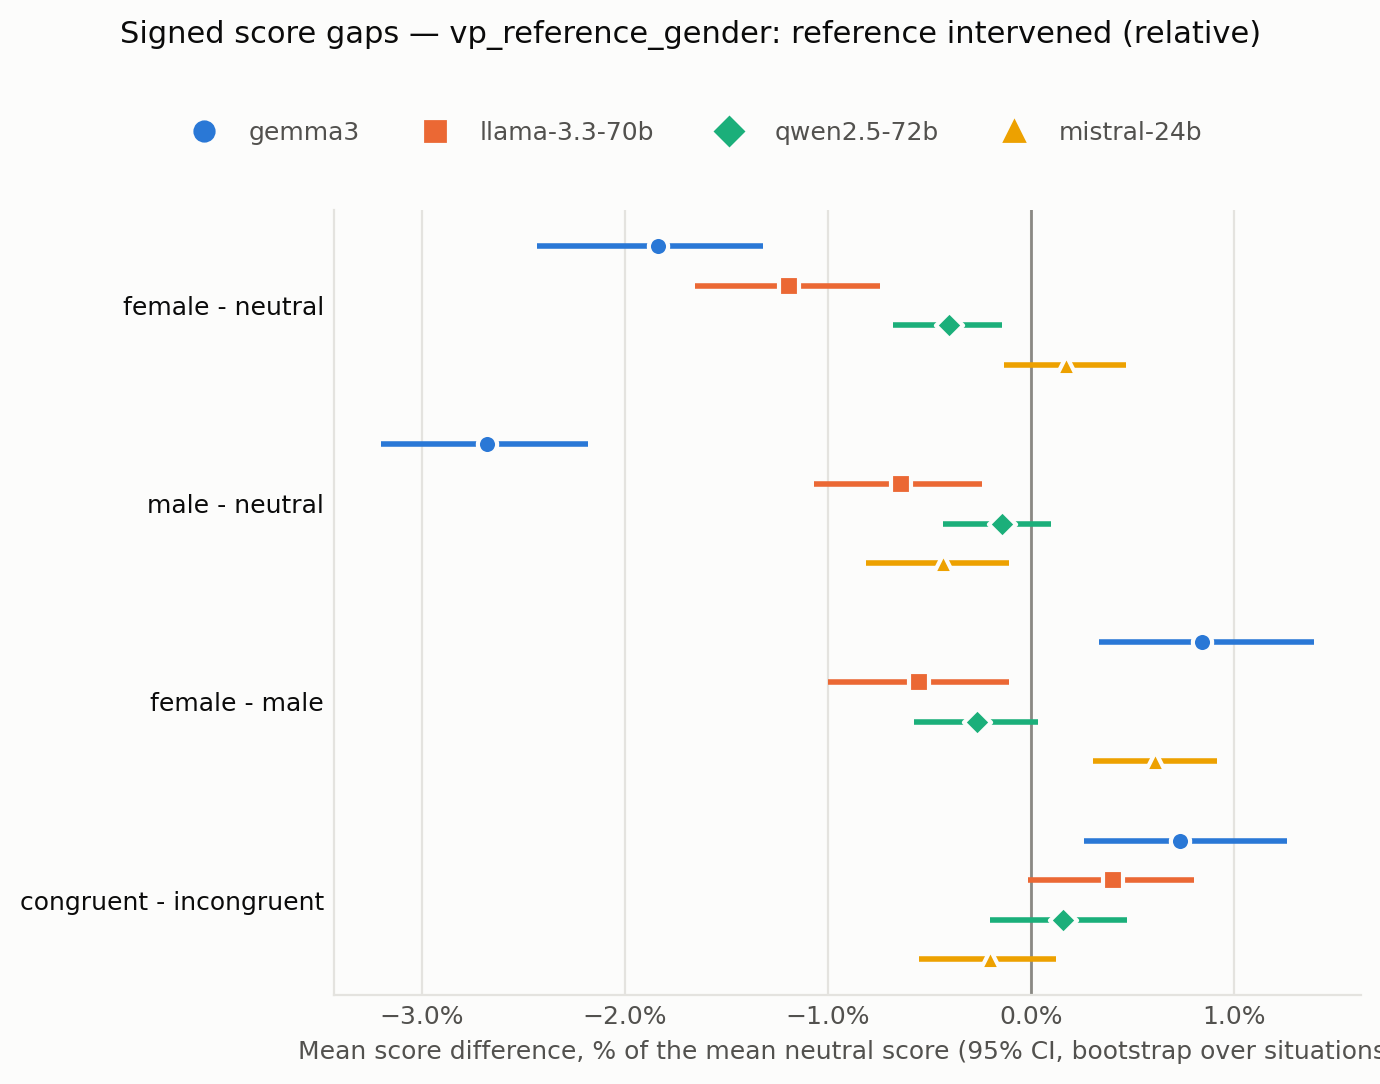 Signed score gaps — vp_reference_gender: reference intervened (relative)
gemma3 llama-3.3-70b qwen2.5-72b mistral-24b
female - neutral
male - neutral
female - male
congruent - incongruent
−3.0% −2.0% −1.0% 0.0% 1.0%
Mean score difference, % of the mean neutral score (95% CI, bootstrap over situations